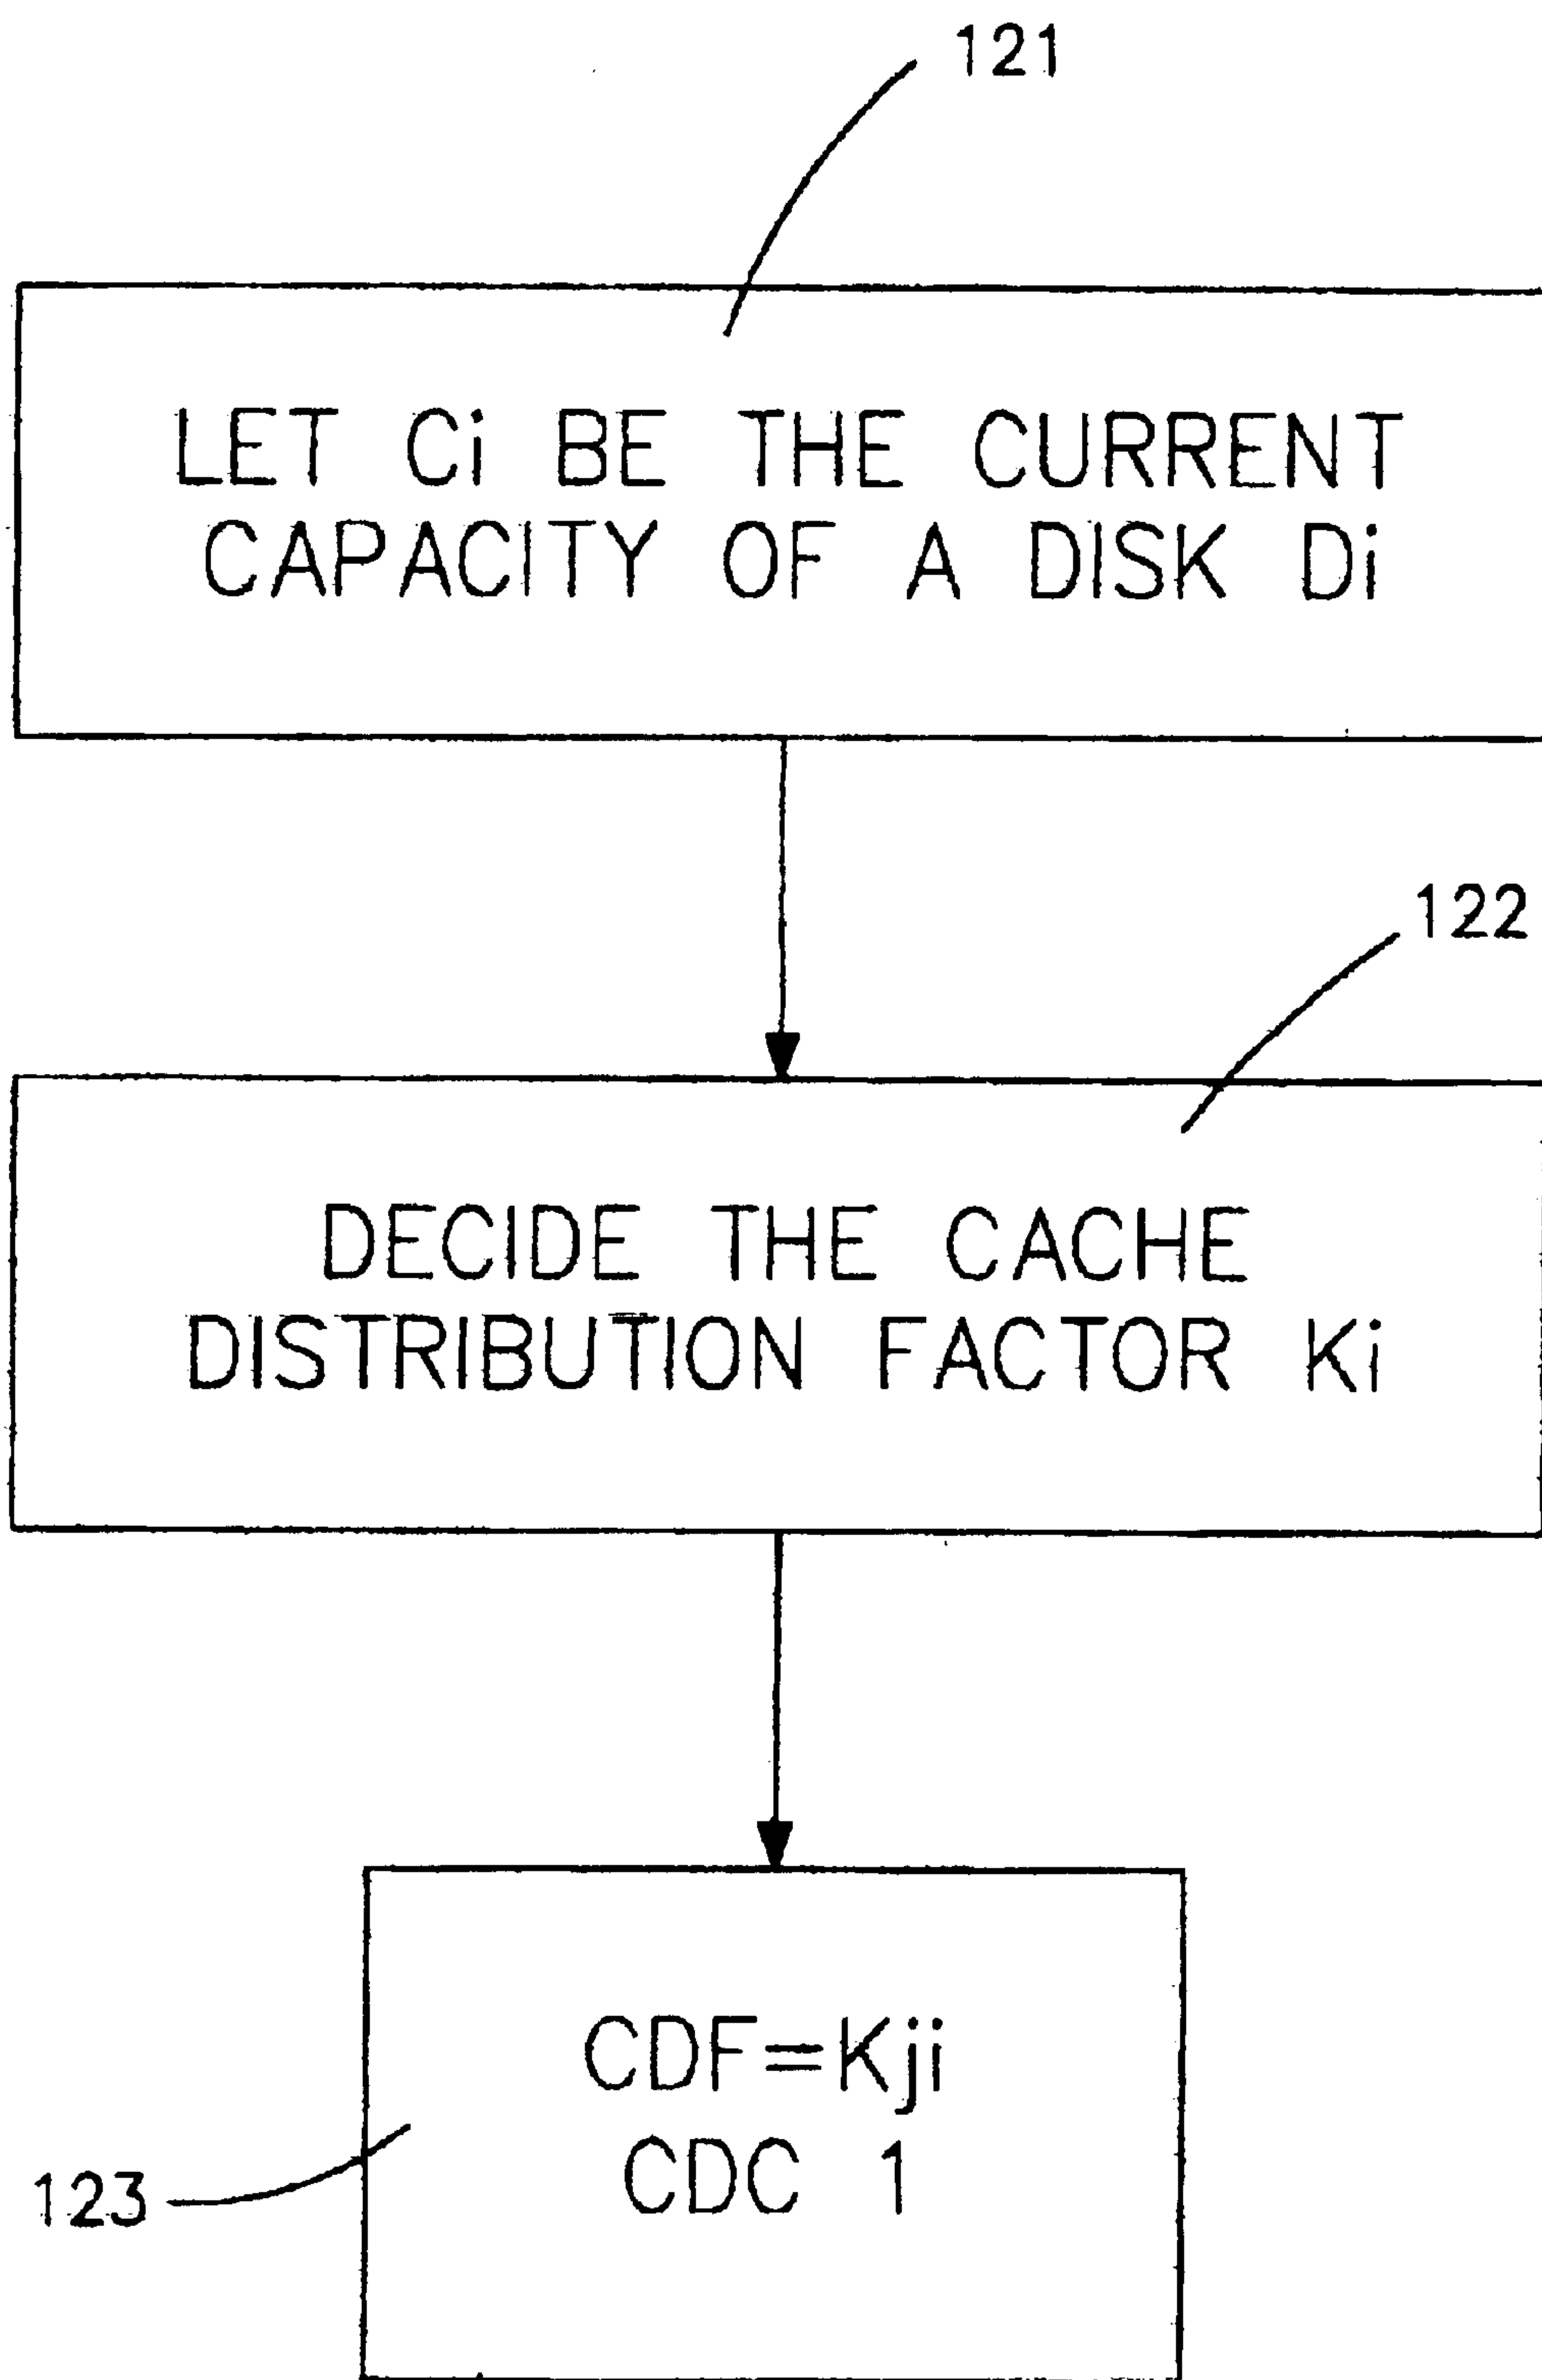 121
LET Ci BE THE CURRENT
CAPACITY OF A DISK Di
122
DECIDE THE CACHE
DISTRIBUTION FACTOR Ki
CDF=Kji
CDC 1
123